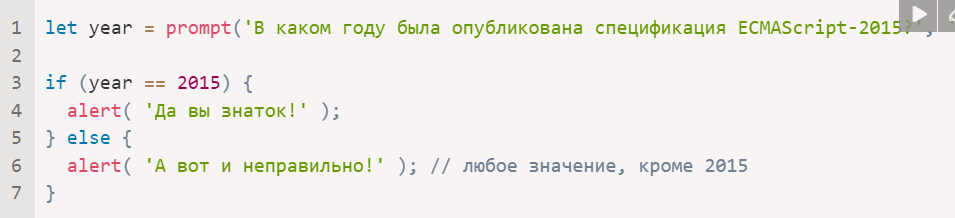 1 let year = prompt('В каком году была опубликована спецификация ECMAScript-2015?',
2
3 if (year == 2015) {
4   alert( 'Да вы знаток!' );
5 } else {
6   alert( 'А вот и неправильно!' ); // любое значение, кроме 2015
7 }